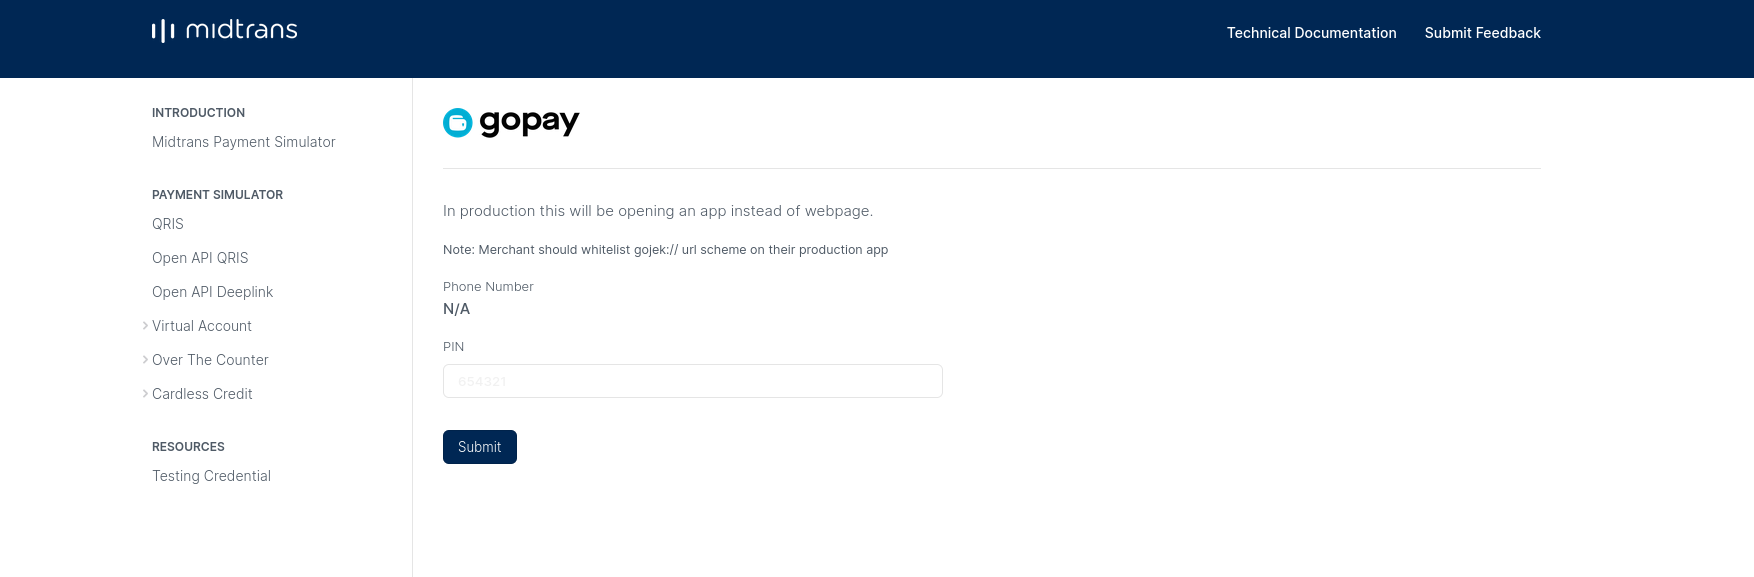 midtrans
Technical Documentation
Submit Feedback
INTRODUCTION
Midtrans Payment Simulator
PAYMENT SIMULATOR
QRIS
Open API QRIS
Open API Deeplink
Virtual Account
Over The Counter
Cardless Credit
RESOURCES
Testing Credential
gopay
In production this will be opening an app instead of webpage.
Note: Merchant should whitelist gojek:// url scheme on their production app
Phone Number
N/A
PIN
654321
Submit